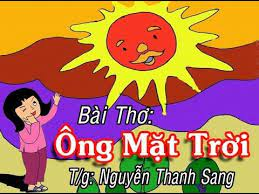 Bài Thơ:
Ông Mặt Trời
T/g: Nguyễn Thanh Sang